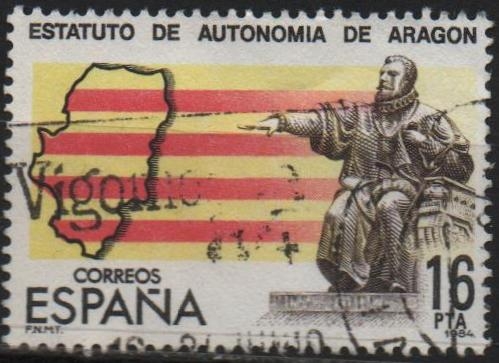 ESTATUTO DE AUTONOMIA DE ARAGON
CORREOS
ESPAÑA
F.N.M.T.
16
PTA
1984